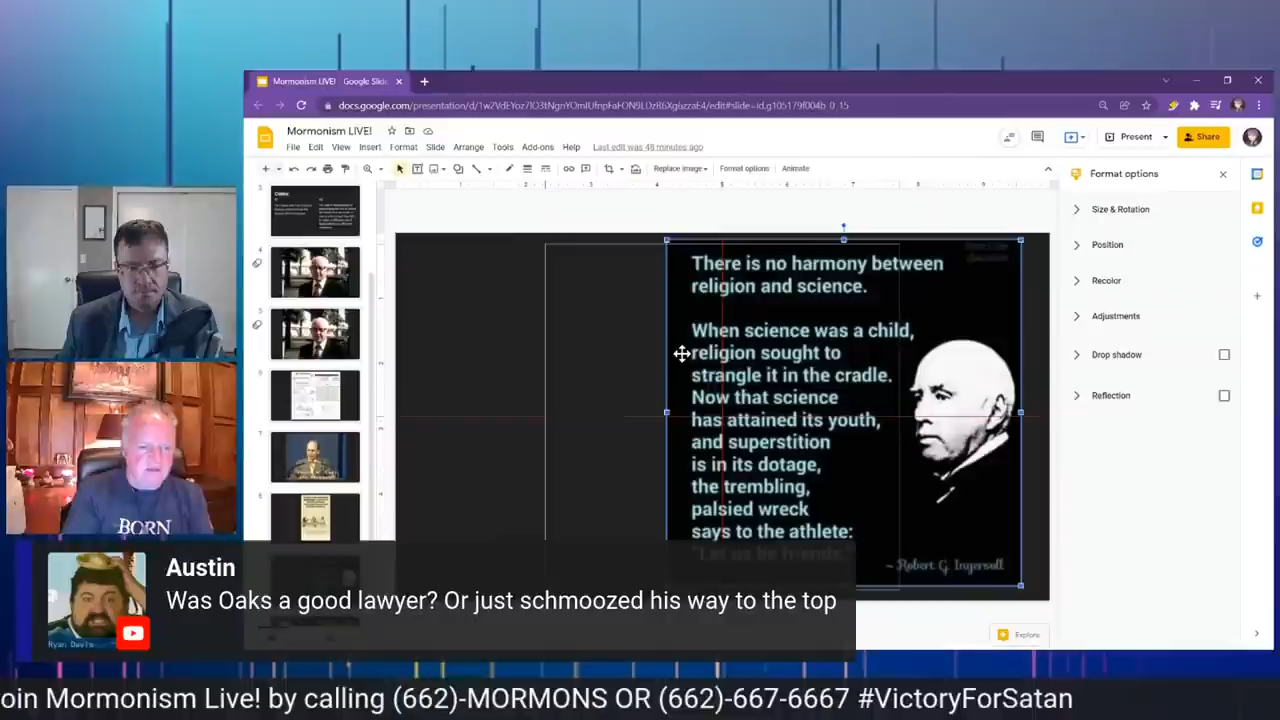 Mormonism LIVE! - Google Slid
docs.google.com/presentation/d/
Mormonism LIVE!
File Edit View Insert Format Slide Arrange Tools Add-ons Help Last edit was 48 minutes ago
Present
Share
Replace image
Format options
Animate
Format options
Size & Rotation
Position
Recolor
Adjustments
Drop shadow
Reflection
There is no harmony between
religion and science.
When science was a child,
religion sought to
strangle it in the cradle.
Now that science
has attained its youth,
and superstition
is in its dotage,
the trembling,
palsied wreck
says to the athlete:
"Let us be friends."
~ Robert G. Ingersoll
Explore
BORN
Austin
Was Oaks a good lawyer? Or just schmoozed his way to the top
Ryan Davis
oin Mormonism Live! by calling (662)-MORMONS OR (662)-667-6667 #VictoryForSatan